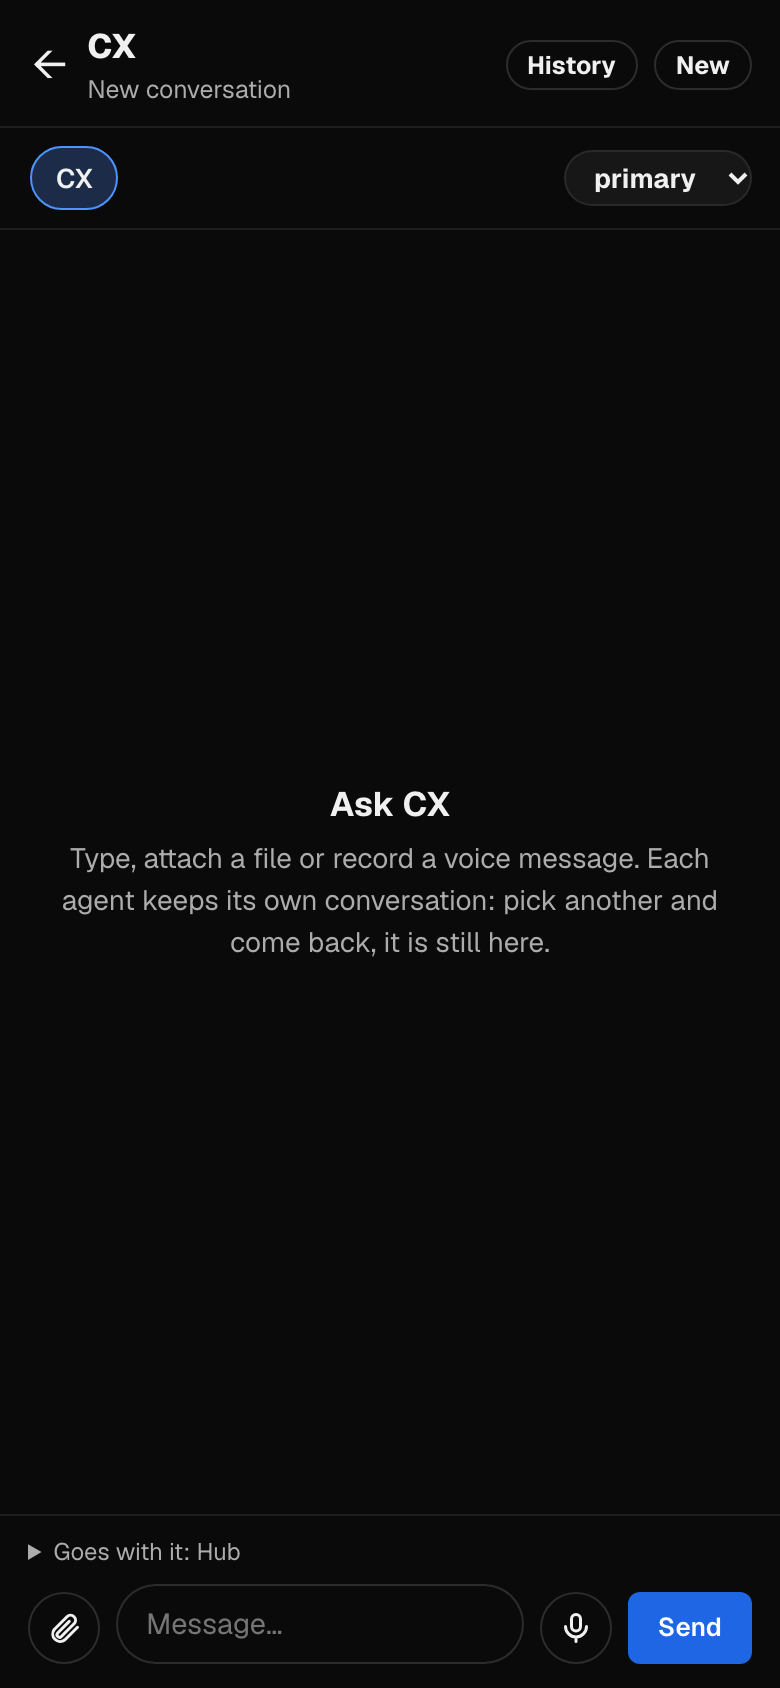 CX
New conversation
History
New
CX
primary
Ask CX
Type, attach a file or record a voice message. Each
agent keeps its own conversation: pick another and
come back, it is still here.
Goes with it: Hub
Message...
Send